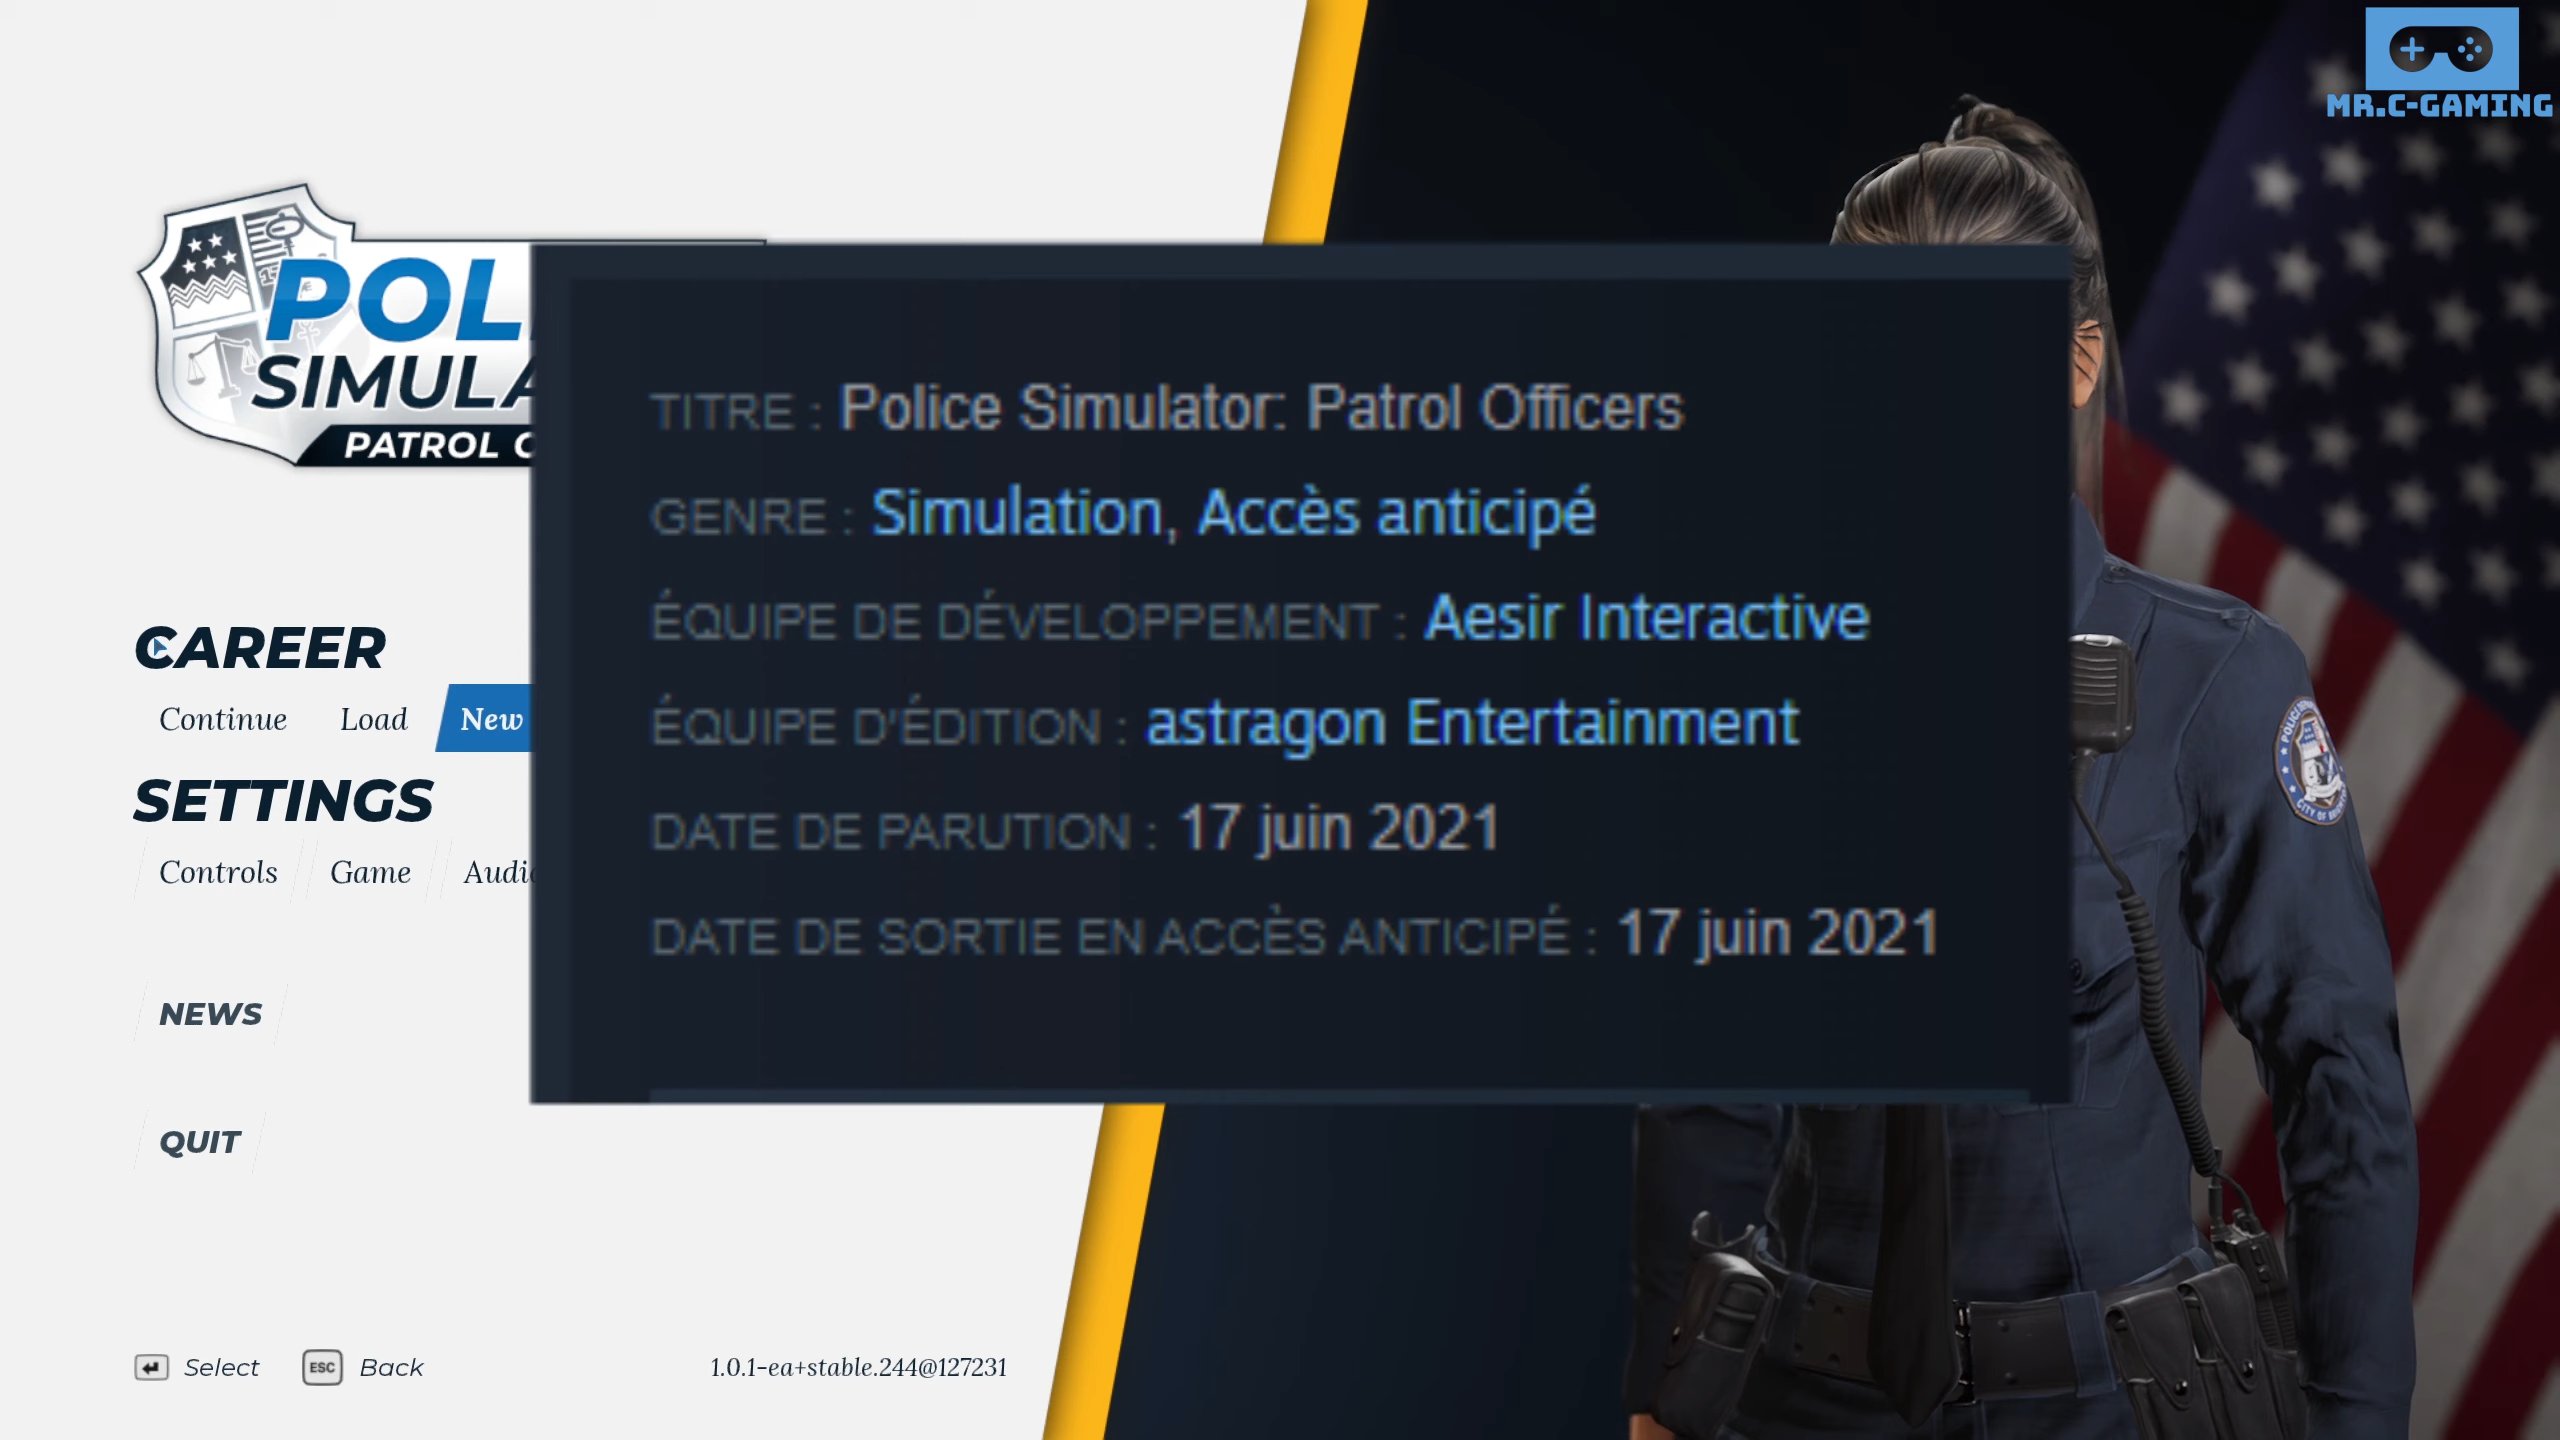 MR.C-GAMING
POL
SIMULA
PATROL
TITRE : Police Simulator: Patrol Officers
GENRE : Simulation, Accès anticipé
ÉQUIPE DE DÉVELOPPEMENT : Aesir Interactive
ÉQUIPE D'ÉDITION : astragon Entertainment
DATE DE PARUTION : 17 juin 2021
DATE DE SORTIE EN ACCÈS ANTICIPÉ : 17 juin 2021
CAREER
Continue Load New
SETTINGS
Controls Game Audio
NEWS
QUIT
Select ESC Back 1.0.1-ea+stable.244@127231